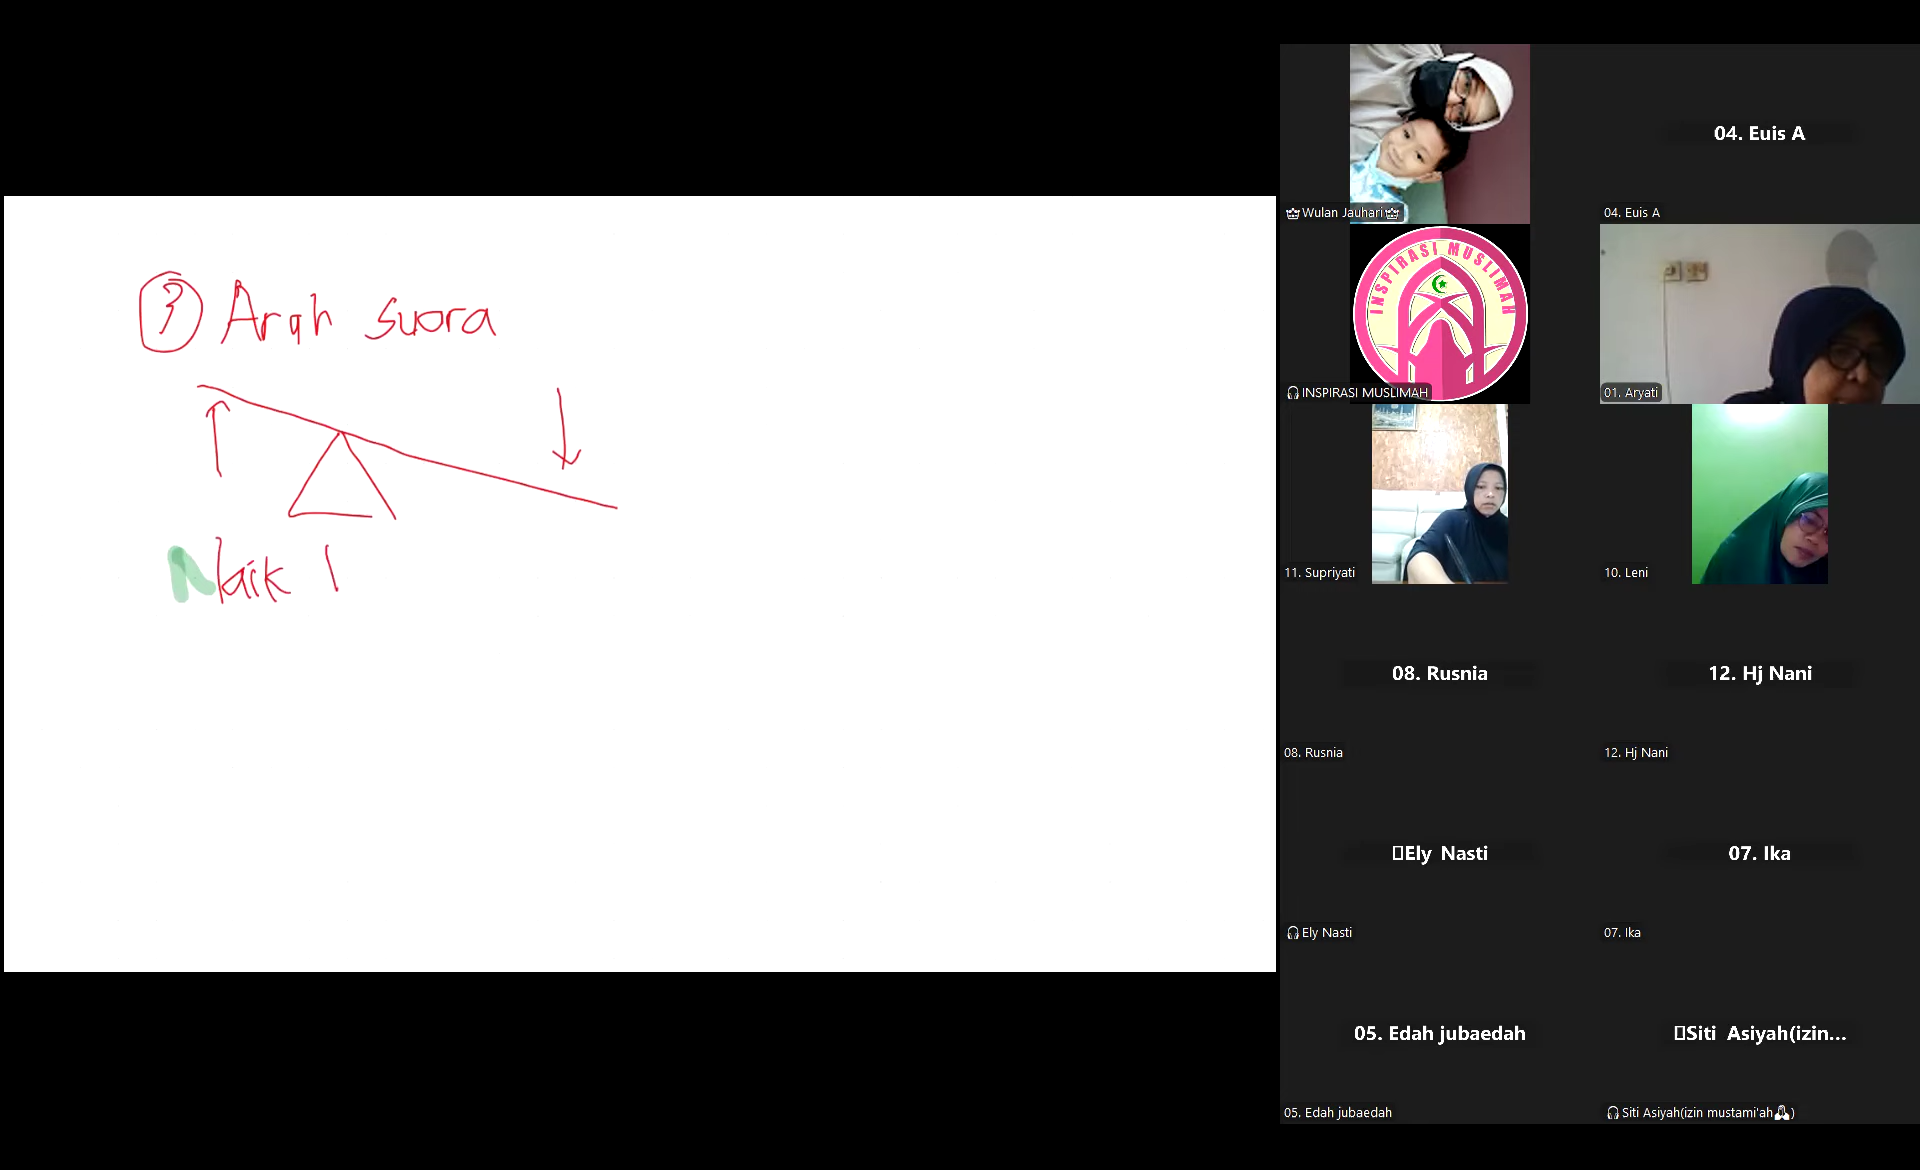 3 Arah suara
Naik 1
Wulan Jauhari
04. Euis A
04. Euis A
INSPIRASI MUSLIMAH
INSPIRASI MUSLIMAH
01. Aryati
11. Supriyati
10. Leni
08. Rusnia
08. Rusnia
12. Hj Nani
12. Hj Nani
Ely Nasti
Ely Nasti
07. Ika
07. Ika
05. Edah jubaedah
05. Edah jubaedah
Siti Asiyah(izin...
Siti Asiyah(izin mustami'ah🙏)